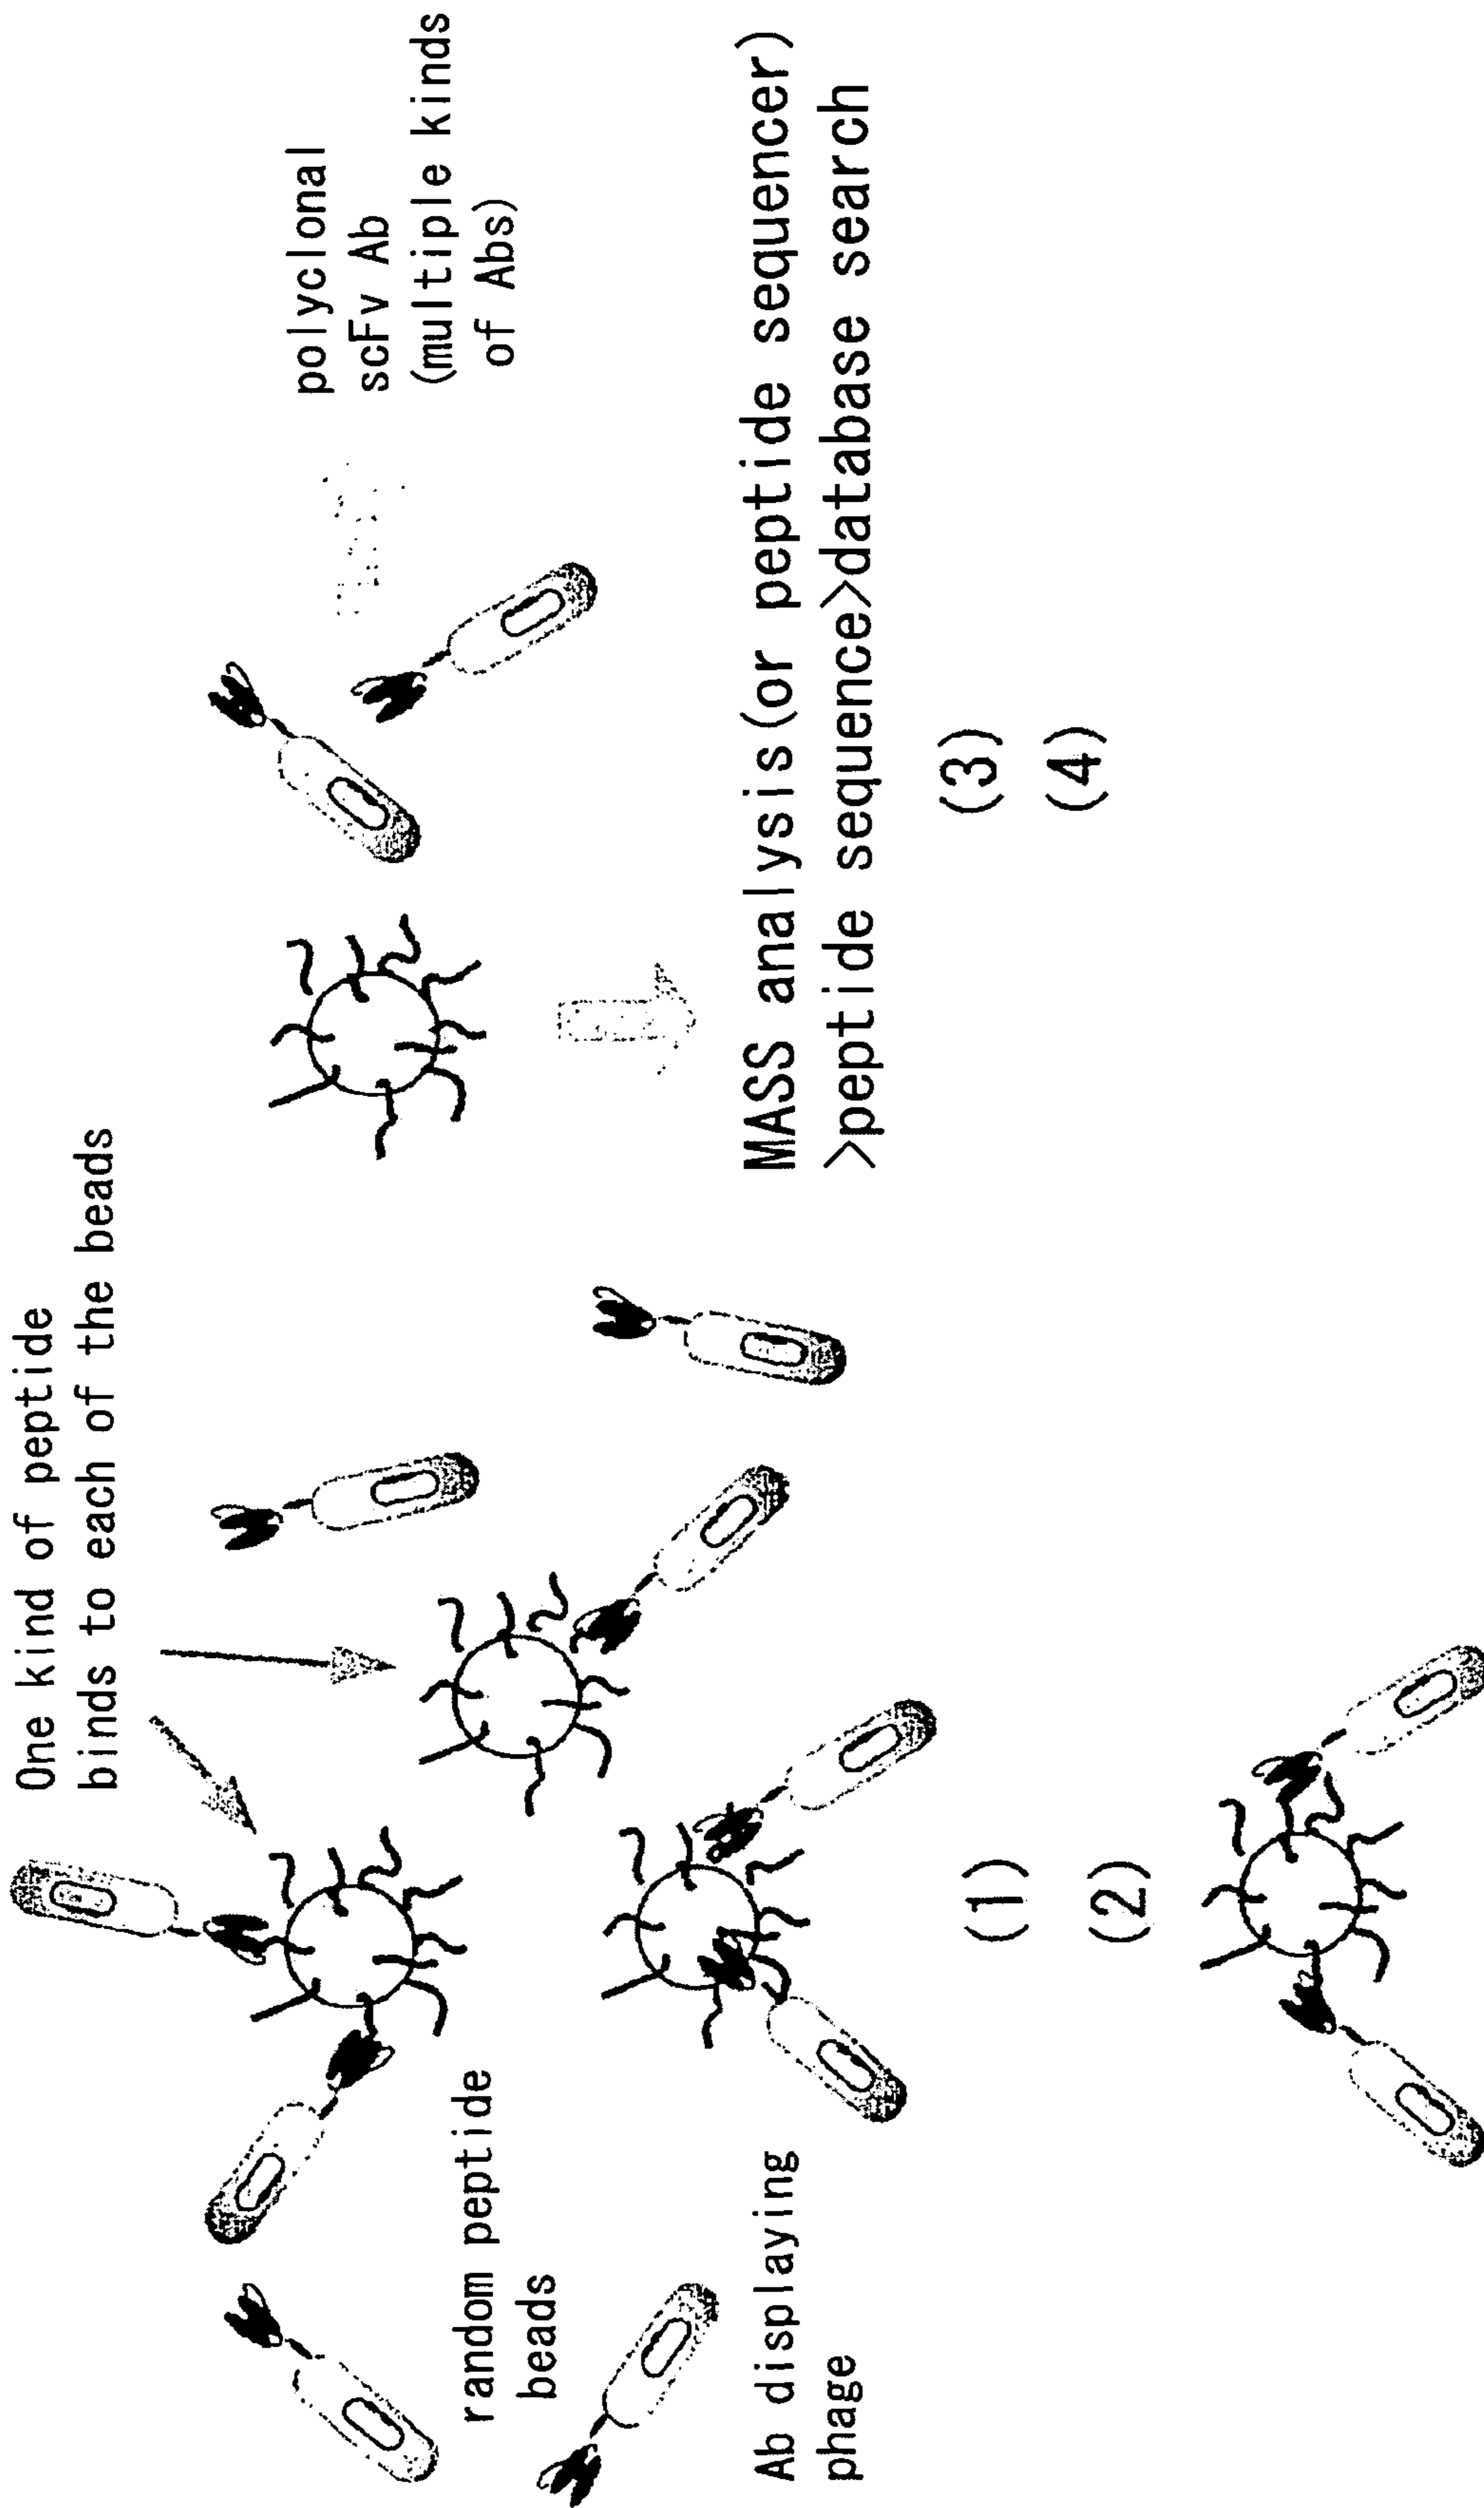 One kind of peptide
binds to each of the beads
random peptide
beads
Ab displaying
phage
(1)
(2)
polyclonal
scFv Ab
(multiple kinds
of Abs)
MASS analysis(or peptide sequencer)
>peptide sequence>database search
(3)
(4)